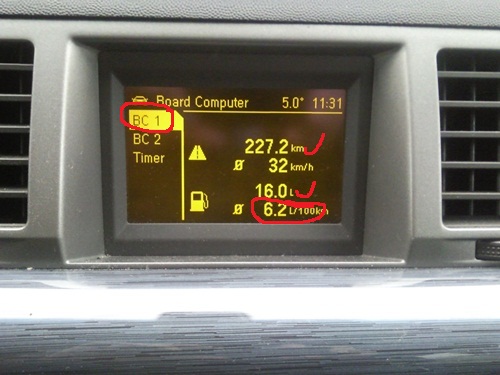 Board Computer 5.0° 11:31
BC 1
BC 2
Timer
227.2 km
Ø 32 km/h
16.0 L
Ø 6.2 L/100km